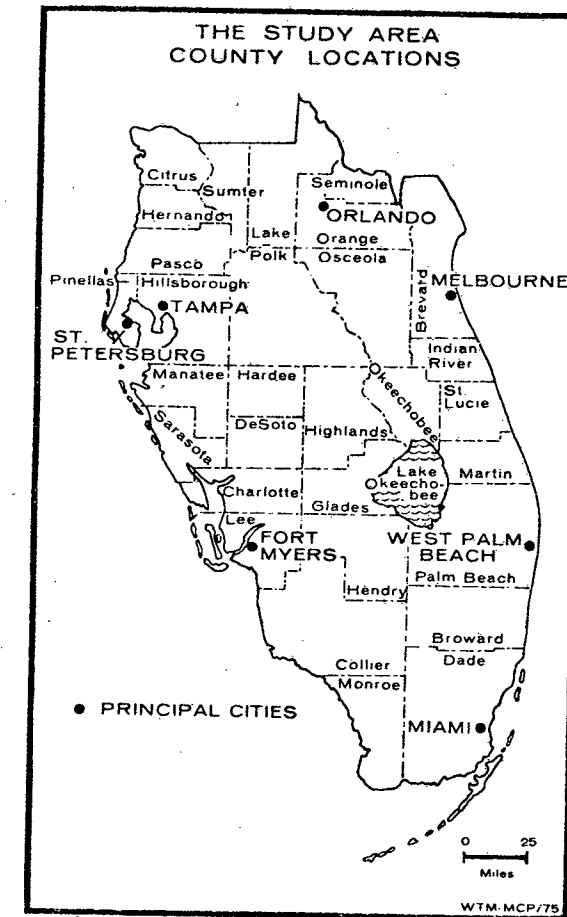 THE STUDY AREA
COUNTY LOCATIONS
Citrus
Sumter
Seminole
Hernando
ORLANDO
Lake
Orange
Polk
Osceola
Pasco
Pinellas
Hillsborough
Brevard
MELBOURNE
TAMPA
ST.
PETERSBURG
Indian
River
Manatee
Hardee
Okeechobee
St.
Lucie
Sarasota
DeSoto
Highlands
Lake
Okeecho-
bee
Martin
Charlotte
Glades
Lee
FORT
MYERS
WEST PALM
BEACH
Hendry
Palm Beach
Broward
Dade
Collier
Monroe
PRINCIPAL CITIES
MIAMI
0 25
Miles
WTM-MCP/75